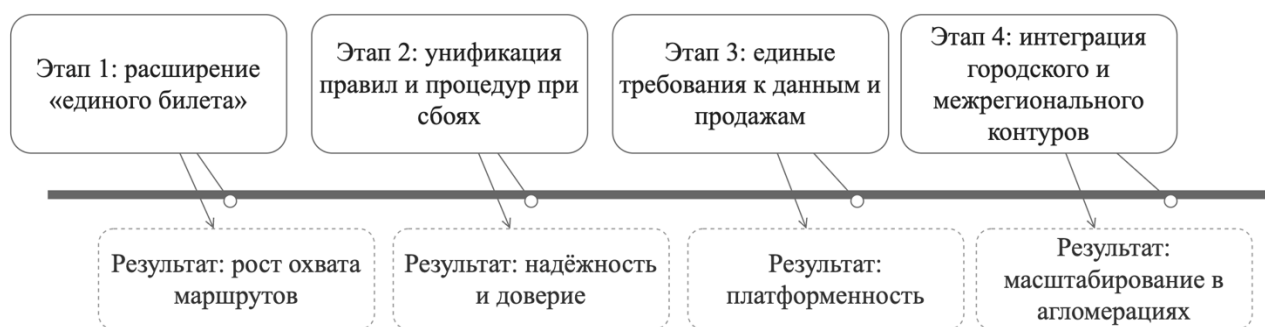 Этап 1: расширение
«единого билета»
Этап 2: унификация
правил и процедур при
сбоях
Этап 3: единые
требования к данным и
продажам
Этап 4: интеграция
городского и
межрегионального
контуров
Результат: рост охвата
маршрутов
Результат: надёжность
и доверие
Результат:
платформенность
Результат:
масштабирование в
агломерациях